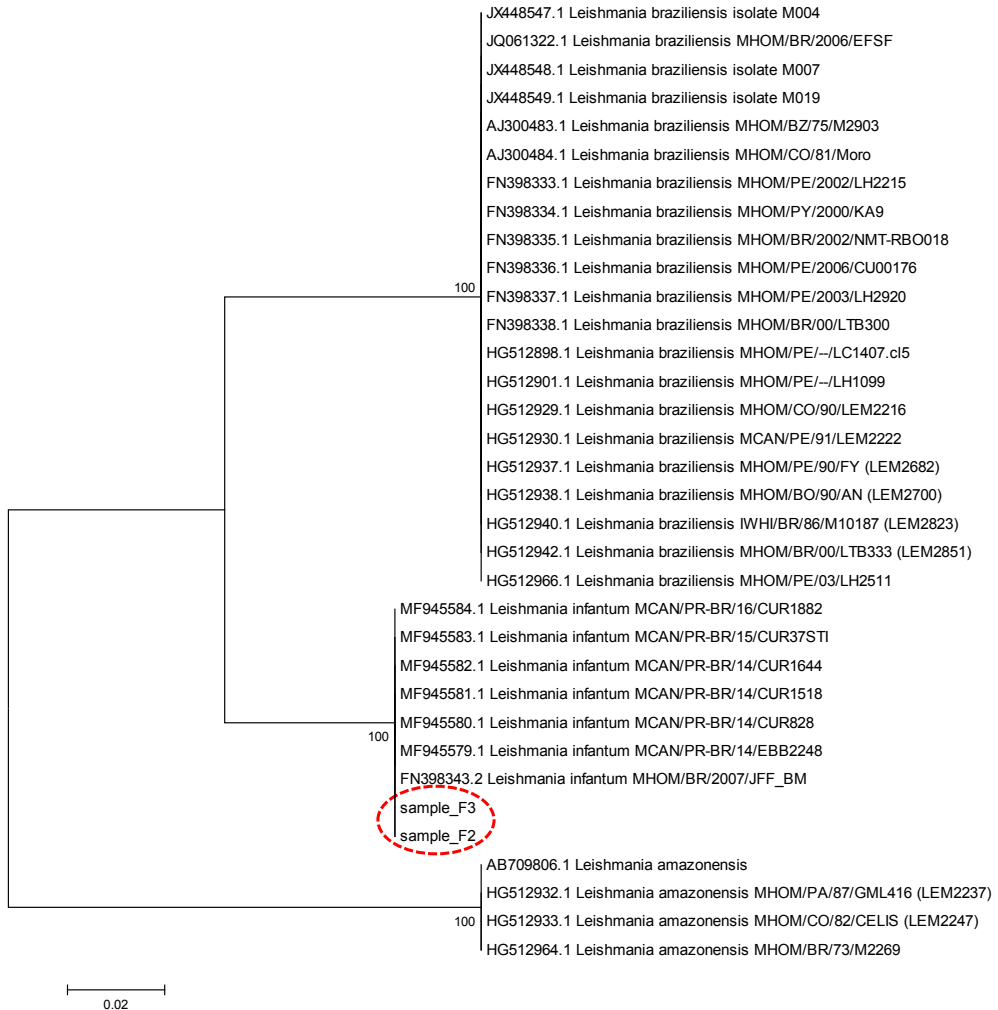 JX448547.1 Leishmania braziliensis isolate M004
JQ061322.1 Leishmania braziliensis MHOM/BR/2006/EFSF
JX448548.1 Leishmania braziliensis isolate M007
JX448549.1 Leishmania braziliensis isolate M019
AJ300483.1 Leishmania braziliensis MHOM/BZ/75/M2903
AJ300484.1 Leishmania braziliensis MHOM/CO/81/Moro
FN398333.1 Leishmania braziliensis MHOM/PE/2002/LH2215
FN398334.1 Leishmania braziliensis MHOM/PY/2000/KA9
FN398335.1 Leishmania braziliensis MHOM/BR/2002/NMT-RBO018
FN398336.1 Leishmania braziliensis MHOM/PE/2006/CU00176
100
FN398337.1 Leishmania braziliensis MHOM/PE/2003/LH2920
FN398338.1 Leishmania braziliensis MHOM/BR/00/LTB300
HG512898.1 Leishmania braziliensis MHOM/PE/--/LC1407.cl5
HG512901.1 Leishmania braziliensis MHOM/PE/--/LH1099
HG512929.1 Leishmania braziliensis MHOM/CO/90/LEM2216
HG512930.1 Leishmania braziliensis MCAN/PE/91/LEM2222
HG512937.1 Leishmania braziliensis MHOM/PE/90/FY (LEM2682)
HG512938.1 Leishmania braziliensis MHOM/BO/90/AN (LEM2700)
HG512940.1 Leishmania braziliensis IWHI/BR/86/M10187 (LEM2823)
HG512942.1 Leishmania braziliensis MHOM/BR/00/LTB333 (LEM2851)
HG512966.1 Leishmania braziliensis MHOM/PE/03/LH2511
MF945584.1 Leishmania infantum MCAN/PR-BR/16/CUR1882
MF945583.1 Leishmania infantum MCAN/PR-BR/15/CUR37STI
MF945582.1 Leishmania infantum MCAN/PR-BR/14/CUR1644
MF945581.1 Leishmania infantum MCAN/PR-BR/14/CUR1518
MF945580.1 Leishmania infantum MCAN/PR-BR/14/CUR828
100
MF945579.1 Leishmania infantum MCAN/PR-BR/14/EBB2248
FN398343.2 Leishmania infantum MHOM/BR/2007/JFF_BM
sample_F3
sample_F2
AB709806.1 Leishmania amazonensis
HG512932.1 Leishmania amazonensis MHOM/PA/87/GML416 (LEM2237)
100
HG512933.1 Leishmania amazonensis MHOM/CO/82/CELIS (LEM2247)
HG512964.1 Leishmania amazonensis MHOM/BR/73/M2269
0.02